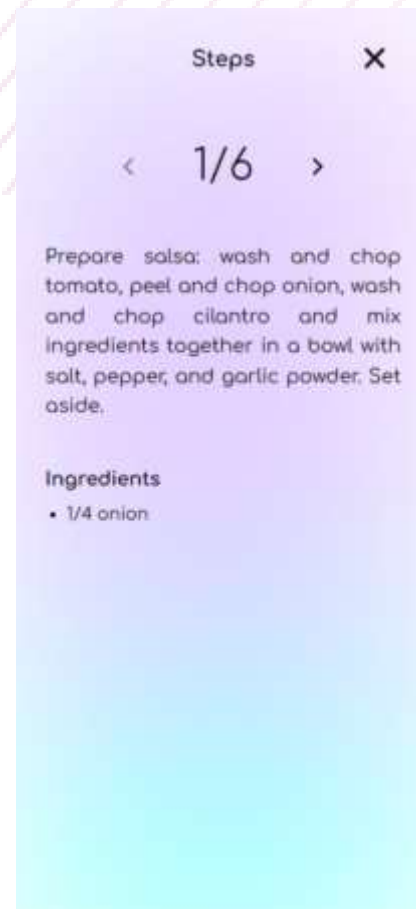 Steps
1/6
Prepare salsa: wash and chop
tomato, peel and chop onion, wash
and chop cilantro and mix
ingredients together in a bowl with
salt, pepper, and garlic powder. Set
aside.
Ingredients
• 1/4 onion